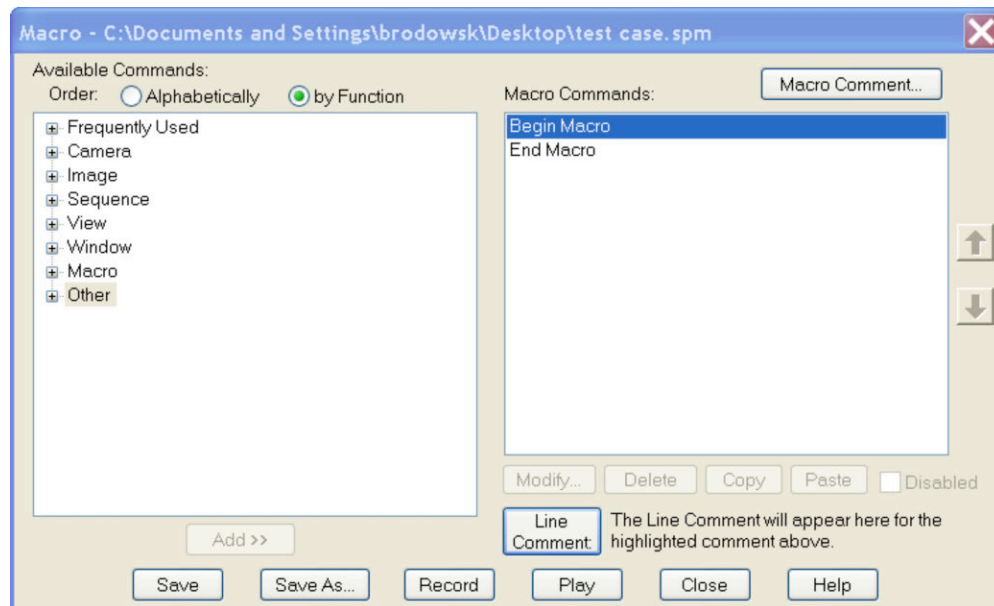 Macro - C:\Documents and Settings\brodowsk\Desktop\test case.spm
Available Commands:
Order: Alphabetically by Function
Frequently Used
Camera
Image
Sequence
View
Window
Macro
Other
Add >>
Macro Comment...
Macro Commands:
Begin Macro
End Macro
Modify... Delete Copy Paste Disabled
Line
Comment:
The Line Comment will appear here for the
highlighted comment above.
Save Save As... Record Play Close Help